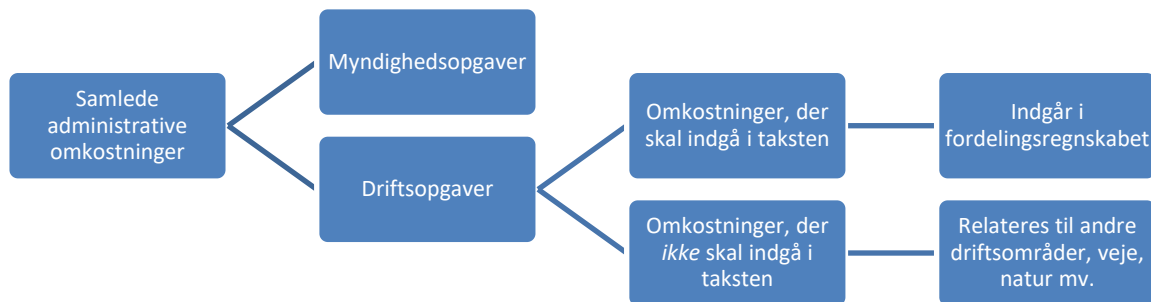 Samlede
administrative
omkostninger
Myndighedsopgaver
Driftsopgaver
Omkostninger, der
skal indgå i taksten
Indgår i
fordelingsregnskabet
Omkostninger, der
ikke skal indgå i
taksten
Relateres til andre
driftsområder, veje,
natur mv.